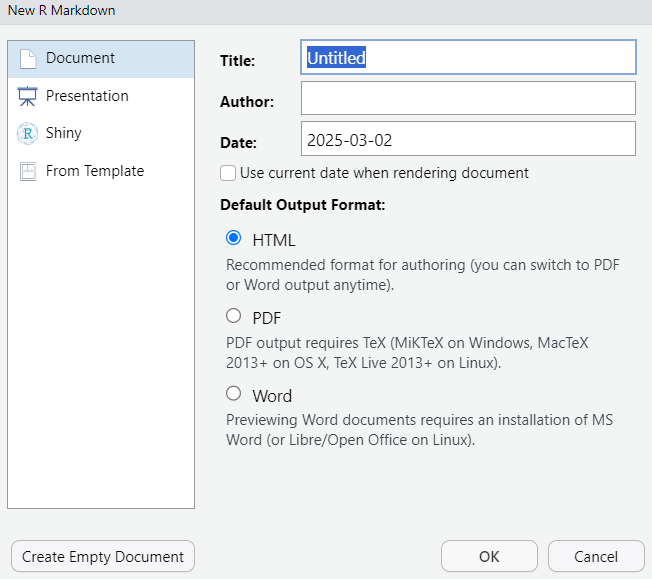 New R Markdown
Document
Presentation
Shiny
From Template
Title:
Untitled
Author:
Date:
2025-03-02
Use current date when rendering document
Default Output Format:
HTML
Recommended format for authoring (you can switch to PDF
or Word output anytime).
PDF
PDF output requires TeX (MiKTeX on Windows, MacTeX
2013+ on OS X, TeX Live 2013+ on Linux).
Word
Previewing Word documents requires an installation of MS
Word (or Libre/Open Office on Linux).
Create Empty Document
OK
Cancel